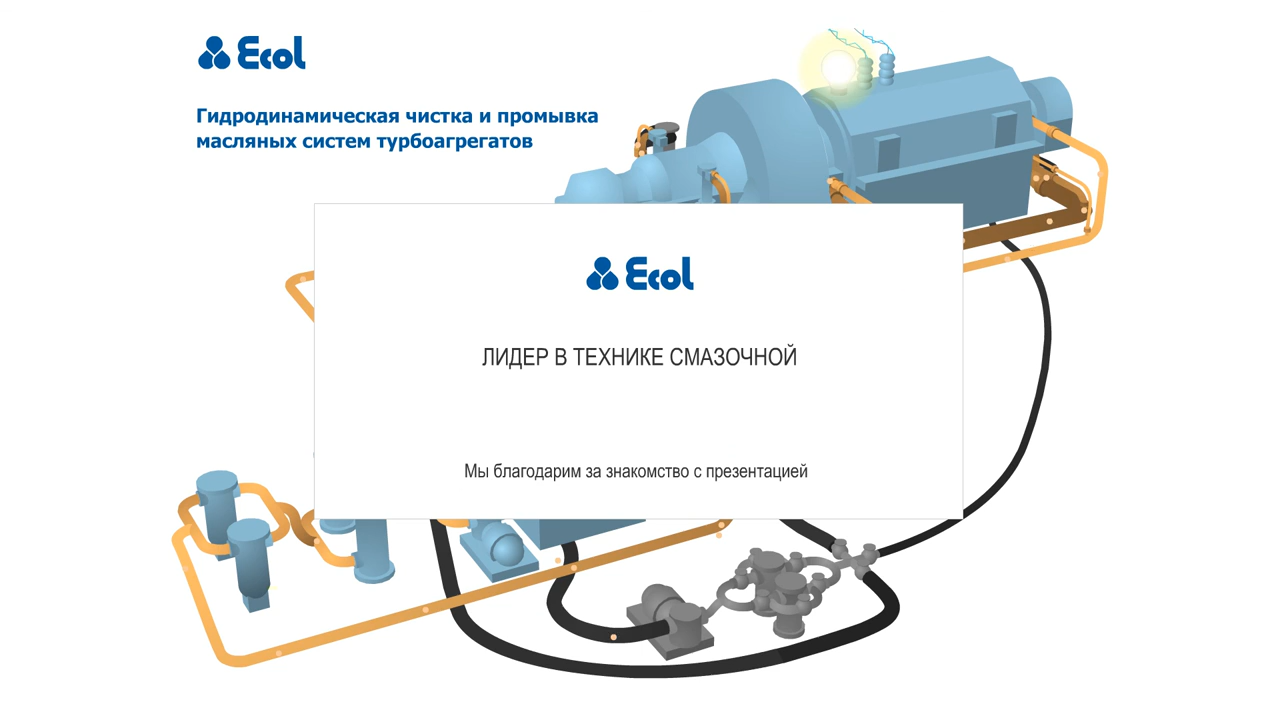 Ecol
Гидродинамическая чистка и промывка
масляных систем турбоагрегатов
Ecol
ЛИДЕР В ТЕХНИКЕ СМАЗОЧНОЙ
Мы благодарим за знакомство с презентацией